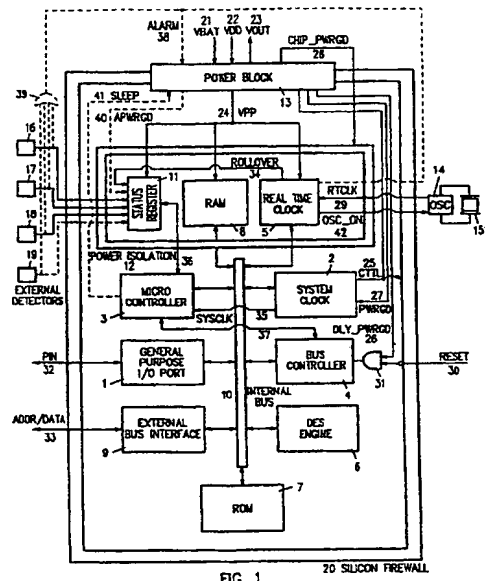 ALARM
38
21
VBAT
22
VDD
23
VOUT
CHIP_PWRGD
28
POWER BLOCK
13
39
41 SLEEP
40 APWRGD
24
VPP
16
17
18
19
EXTERNAL
DETECTORS
ROLLOVER
34
STATUS
REGISTER
11
RAM
8
REAL TIME
CLOCK
5
RTCLK
29
OSC_ON
42
14
OSC
15
POWER ISOLATION
12
36
25
CTTL
27
PWRGD
MICRO
CONTROLLER
3
SYSTEM
CLOCK
2
SYSCLK
35
37
DLY_PWRGD
26
PIN
32
GENERAL
PURPOSE
I/O PORT
1
BUS
CONTROLLER
4
31
RESET
30
10
INTERNAL
BUS
ADDR/DATA
33
EXTERNAL
BUS INTERFACE
9
DES
ENGINE
6
ROM
7
20 SILICON FIREWALL
FIG. 1